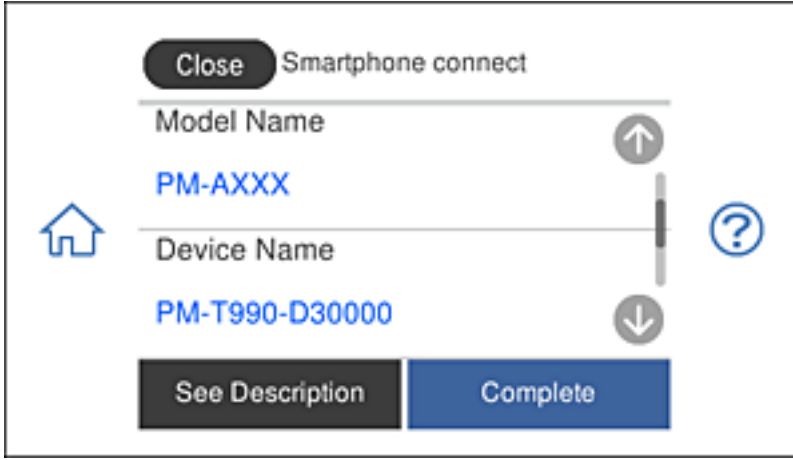 Close Smartphone connect
Model Name
PM-AXXX
Device Name
PM-T990-D30000
See Description Complete